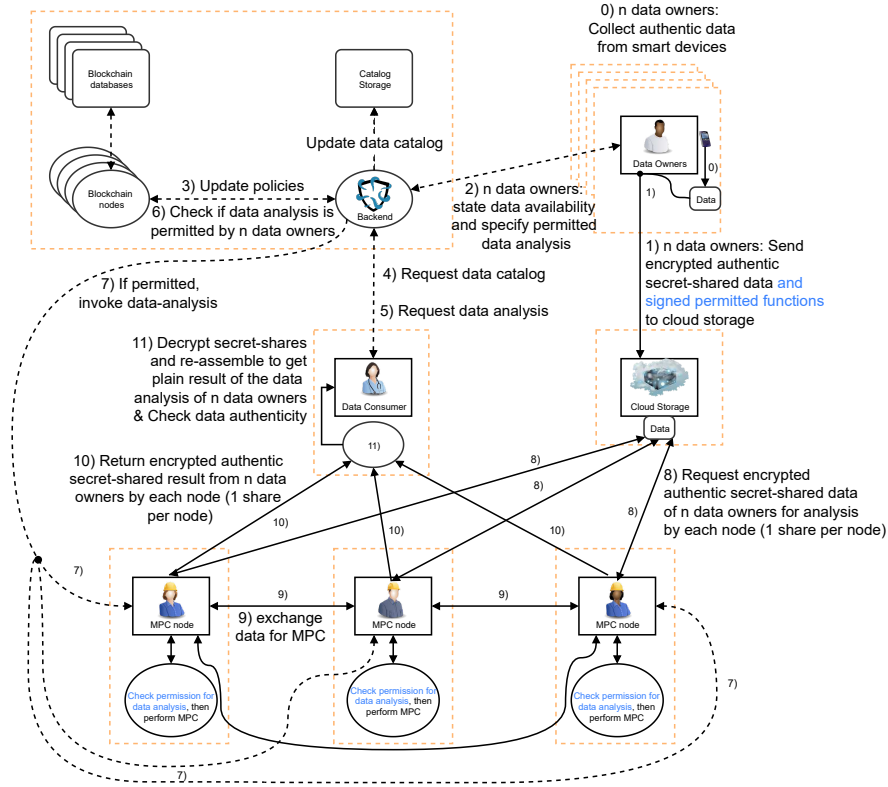 0) n data owners:
Collect authentic data
from smart devices
Blockchain
databases
Catalog
Storage
Update data catalog
Data Owners
0)
1)
Data
Blockchain
nodes
3) Update policies
6) Check if data analysis is
permitted by n data owners
Backend
2) n data owners:
state data availability
and specify permitted
data analysis
1) n data owners: Send
encrypted authentic
secret-shared data and
signed permitted functions
to cloud storage
7) If permitted,
invoke data-analysis
4) Request data catalog
5) Request data analysis
11) Decrypt secret-shares
and re-assemble to get
plain result of the data
analysis of n data owners
& Check data authenticity
Data Consumer
11)
Cloud Storage
Data
10) Return encrypted authentic
secret-shared result from n data
owners by each node (1 share
per node)
8)
8)
8)
8) Request encrypted
authentic secret-shared data
of n data owners for analysis
by each node (1 share per node)
10)
10)
10)
7)
MPC node
9)
9) exchange
data for MPC
MPC node
9)
MPC node
7)
Check permission for
data analysis, then
perform MPC
Check permission for
data analysis, then
perform MPC
Check permission for
data analysis, then
perform MPC
7)